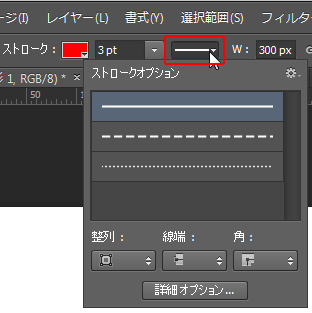 ージ(I) レイヤー(L) 書式(Y) 選択範囲(S) フィルタ
ストローク： 3 pt W： 300 px
1, RGB/8) *
50 100
ストロークオプション
整列： 線端： 角：
詳細オプション...